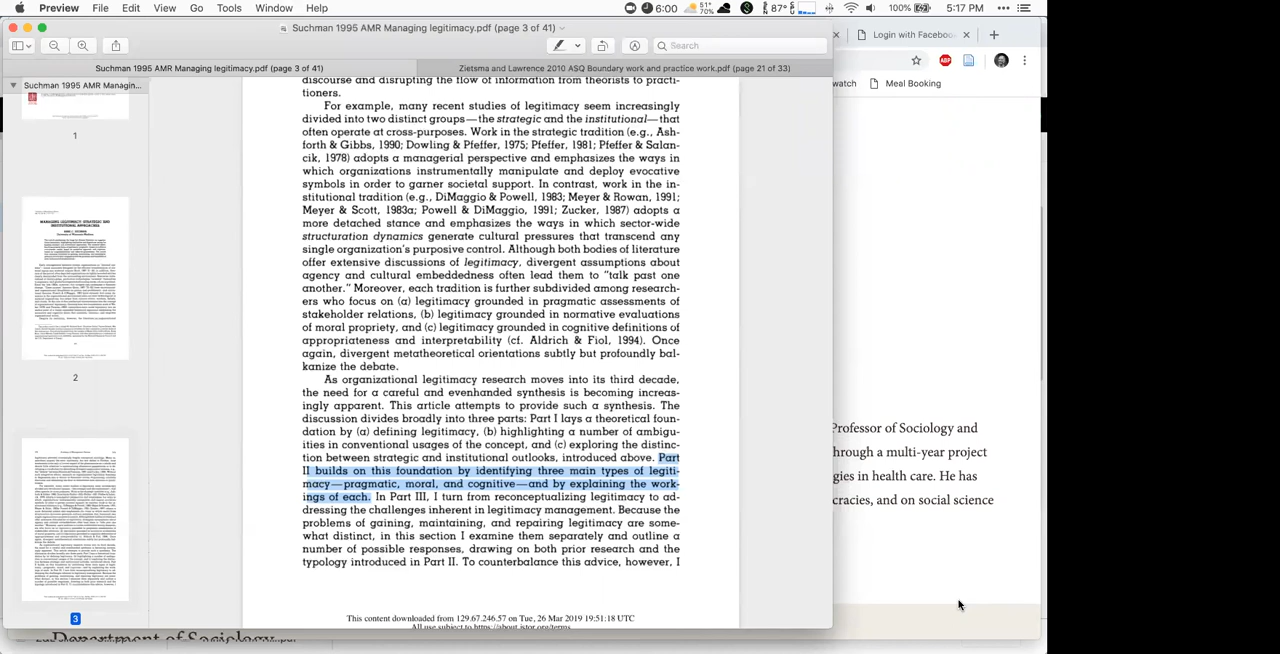 Preview File Edit View Go Tools Window Help
6:00 51° 70% 87° 100% 5:17 PM
Suchman 1995 AMR Managing legitimacy.pdf (page 3 of 41)
Search
Suchman 1995 AMR Managing legitimacy.pdf (page 3 of 41)
Zietsma and Lawrence 2010 ASQ Boundary work and practice work.pdf (page 21 of 33)
Suchman 1995 AMR Managin...
1
2
3
discourse and disrupting the flow of information from theorists to practi-
tioners.
For example, many recent studies of legitimacy seem increasingly
divided into two distinct groups—the strategic and the institutional—that
often operate at cross-purposes. Work in the strategic tradition (e.g., Ash-
forth & Gibbs, 1990; Dowling & Pfeffer, 1975; Pfeffer, 1981; Pfeffer & Salan-
cik, 1978) adopts a managerial perspective and emphasizes the ways in
which organizations instrumentally manipulate and deploy evocative
symbols in order to garner societal support. In contrast, work in the in-
stitutional tradition (e.g., DiMaggio & Powell, 1983; Meyer & Rowan, 1991;
Meyer & Scott, 1983a; Powell & DiMaggio, 1991; Zucker, 1987) adopts a
more detached stance and emphasizes the ways in which sector-wide
structuration dynamics generate cultural pressures that transcend any
single organization's purposive control. Although both bodies of literature
offer extensive discussions of legitimacy, divergent assumptions about
agency and cultural embeddedness often lead them to "talk past one
another." Moreover, each tradition is further subdivided among research-
ers who focus on (a) legitimacy grounded in pragmatic assessments of
stakeholder relations, (b) legitimacy grounded in normative evaluations
of moral propriety, and (c) legitimacy grounded in cognitive definitions of
appropriateness and interpretability (cf. Aldrich & Fiol, 1994). Once
again, divergent metatheoretical orientations subtly but profoundly bal-
kanize the debate.
As organizational legitimacy research moves into its third decade,
the need for a careful and evenhanded synthesis is becoming increas-
ingly apparent. This article attempts to provide such a synthesis. The
discussion divides broadly into three parts: Part I lays a theoretical foun-
dation by (a) defining legitimacy, (b) highlighting a number of ambigu-
ities in conventional usages of the concept, and (c) exploring the distinc-
tion between strategic and institutional outlooks, introduced above. Part
II builds on this foundation by identifying three main types of legiti-
macy—pragmatic, moral, and cognitive—and by explaining the work-
ings of each. In Part III, I turn from conceptualizing legitimacy to ad-
dressing the challenges inherent in legitimacy management. Because the
tasks of gaining, maintaining, and repairing legitimacy are some-
what distinct, in this section I examine them separately and outline a
number of possible responses, drawing on both prior research and the
typology introduced in Part II. To counterbalance this advice, however, I
This content downloaded from 129.67.246.57 on Tue, 26 Mar 2019 19:51:18 UTC
All use subject to https://about.jstor.org/terms
Login with Faceboo
ABP
watch Meal Booking
Professor of Sociology and
hrough a multi-year project
gies in health care. He has
cracies, and on social science
Department of Sociology